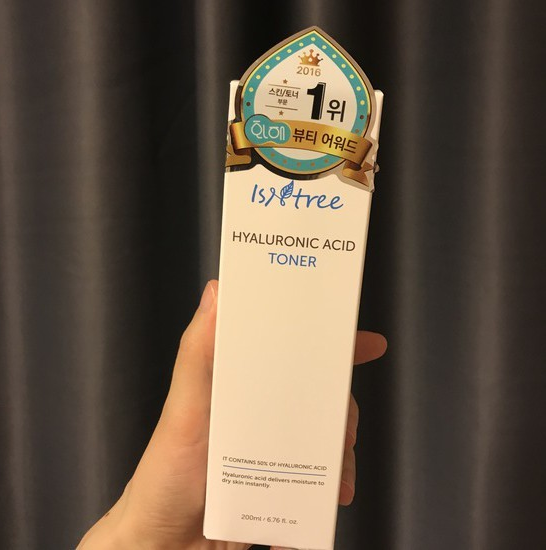 2016
스킨/토너
부문
1위
화해 뷰티 어워드
Isntree
HYALURONIC ACID
TONER
IT CONTAINS 50% OF HYALURONIC ACID
Hyaluronic acid delivers moisture to
dry skin instantly.
200ml / 6.76 fl. oz.